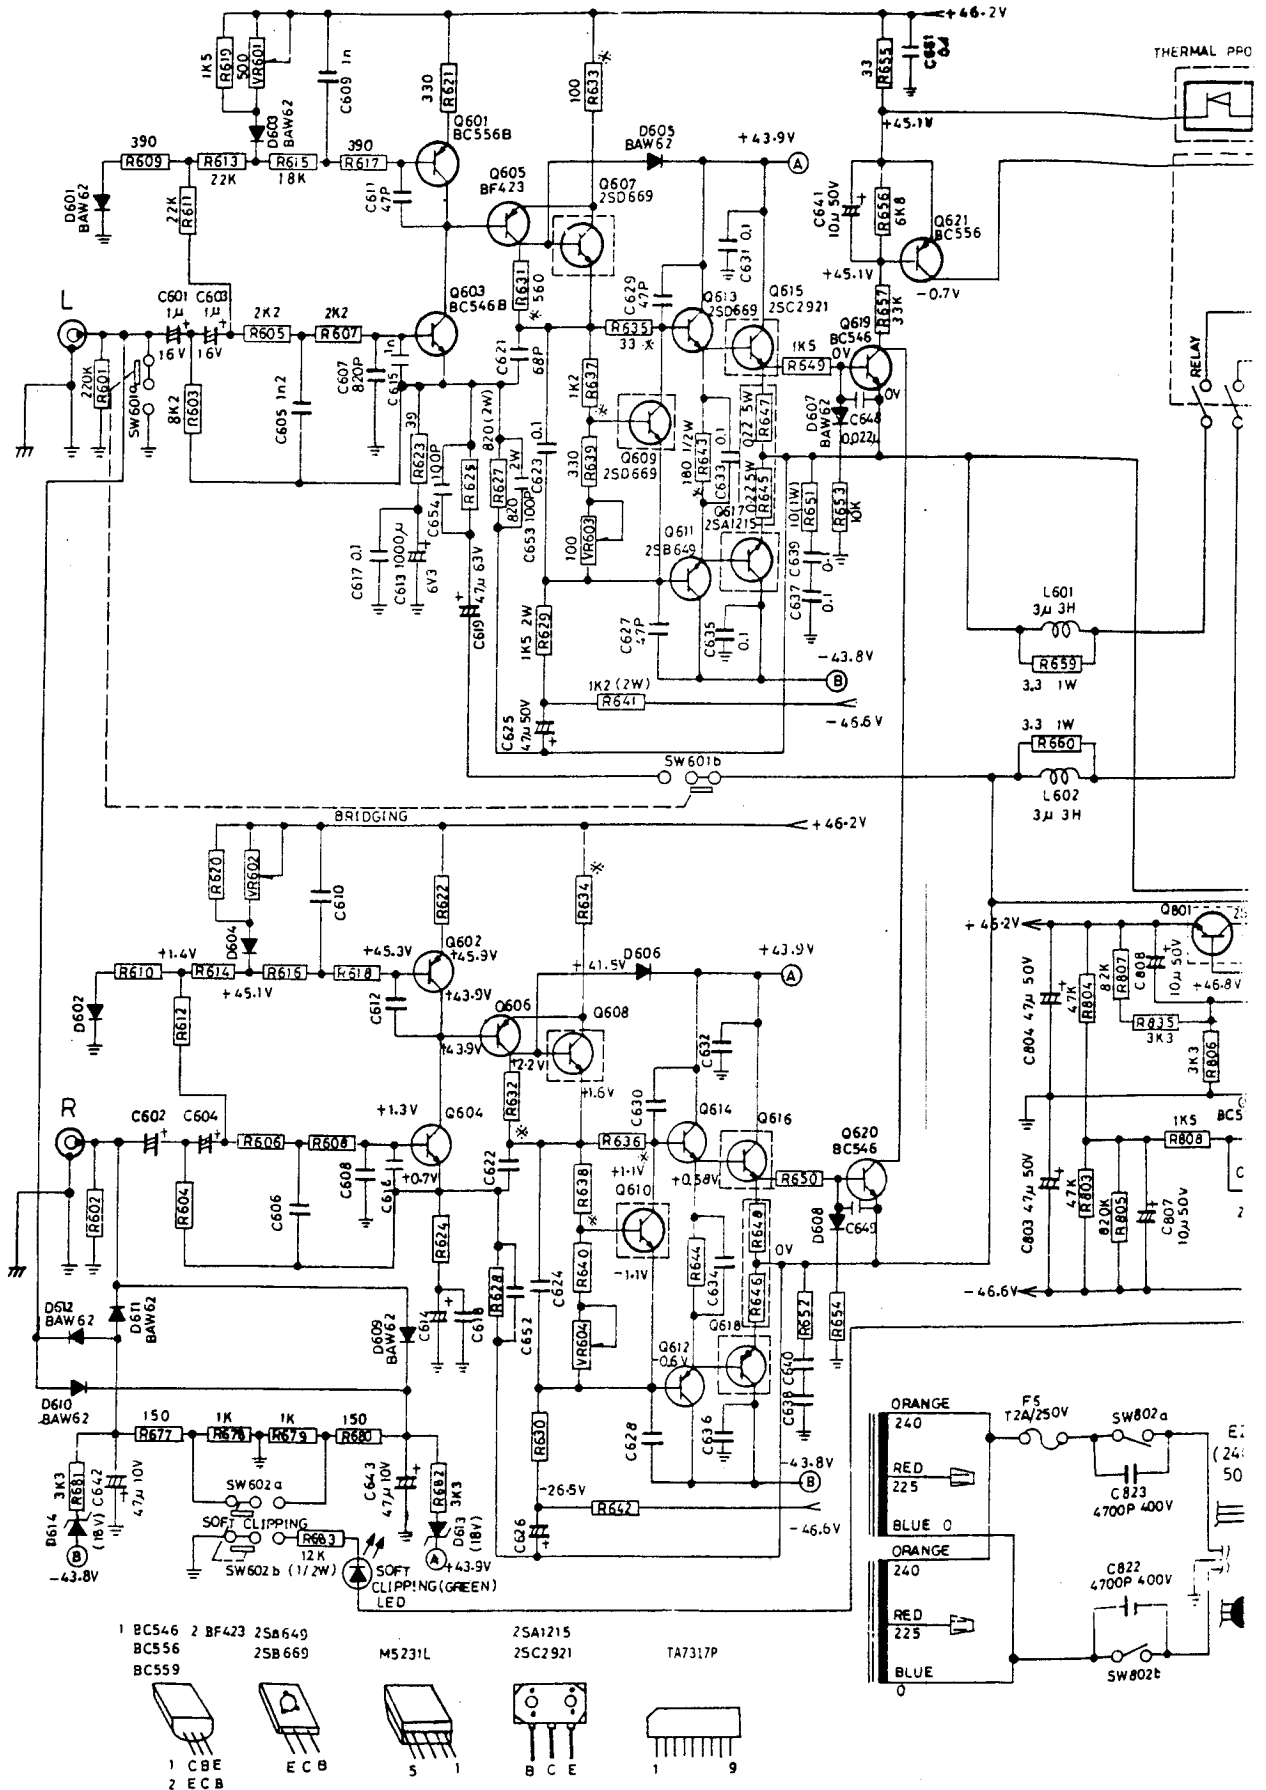 +46.2V
THERMAL PRO
1K5
R619
500
VR601
C609 1n
330
R621
100
R633
33
R655
C661
D603
BAW62
Q601
BC556B
D605
BAW62
+43.9V
A
+45.1V
390
R609
R613
22K
R615
18K
390
R617
D601
BAW62
22K
R611
C611
47P
Q605
BF423
Q607
2SD669
C641
10µ 50V
R656
6K8
Q621
BC556
+45.1V
-0.7V
C631 0.1
R631
560
C629
47P
L
C601
1µ
16V
C603
1µ
16V
2K2
R605
2K2
R607
Q603
BC546B
C621
68P
R635
33
Q613
2SD669
Q615
2SC2921
Q619
BC546
R657
33K
1K5
R649
0V
0V
RELAY
220K
R601
SW601a
8K2
R603
C605 1n2
C607
820P
C615 1n
1K2
R637
39
R623
100P
C654
R625
820(2W)
R627
820 2W
C653 100P
C623 0.1
330
R639
Q609
2SD669
180 1/2W
R643
C633 0.1
0.22 5W
R647
0.22 5W
R645
D607
BAW62
C648
0.022µ
100
VR603
Q611
2SB649
Q617
2SA1215
10(1W)
R651
R653
10K
C617 0.1
C613 1000µ
6V3
C619 47µ 63V
1K5 2W
R629
C627
47P
C635
0.1
C639
0.1
C637
0.1
L601
3µ 3H
R659
3.3 1W
-43.8V
B
1K2 (2W)
R641
-46.6V
C625
47µ 50V
3.3 1W
R660
SW601b
L602
3µ 3H
BRIDGING
+46.2V
R620
VR602
C610
R622
R634
D604
Q602
+45.9V
+45.3V
+43.9V
A
Q801
+46.2V
R610
+1.4V
R614
R616
R618
+45.1V
+41.5V
D606
D602
R612
C612
+43.9V
Q606
Q608
+43.9V
+2.2V
+1.6V
C632
C804 47µ 50V
47K
R804
82K
R807
C808
10µ 50V
+46.8V
R835
3K3
3K3
R806
R
C602
C604
R606
R608
+1.3V
Q604
+0.7V
R632
C622
C630
R636
Q614
Q616
Q620
BC546
1K5
R808
BC5
R602
R604
C606
C608
C614
R624
R638
+1.1V
Q610
+0.58V
R650
-1.1V
R640
R644
C634
R648
R646
0V
D608
C649
C803 47µ 50V
47K
R803
820K
R805
C807
10µ 50V
-46.6V
D612
BAW62
D611
BAW62
D609
BAW62
C614
C618
R628
C652
C624
VR604
Q612
-0.6V
Q618
R652
R654
C640
C638
D610
BAW62
150
R677
1K
R678
1K
R679
150
R680
3K3
R681
C642
47µ 10V
C643
47µ 10V
R682
3K3
R630
C628
C636
-43.8V
B
SW602a
D614
(18V)
B
-43.8V
SOFT CLIPPING
R683
12K
(1/2W)
SW602b
D613
(18V)
A
+43.9V
SOFT
CLIPPING(GREEN)
LED
-26.5V
C626
R642
-46.6V
ORANGE
240
RED
225
BLUE 0
F5
T2A/250V
SW802a
C823
4700P 400V
ORANGE
240
RED
225
BLUE
0
C822
4700P 400V
SW802b
1 BC546 2 BF423 2SB649
BC556 2SB669
BC559
M5231L
2SA1215
2SC2921
TA7317P
1 C B E
2 E C B
E C B
5 1
B C E
1 9